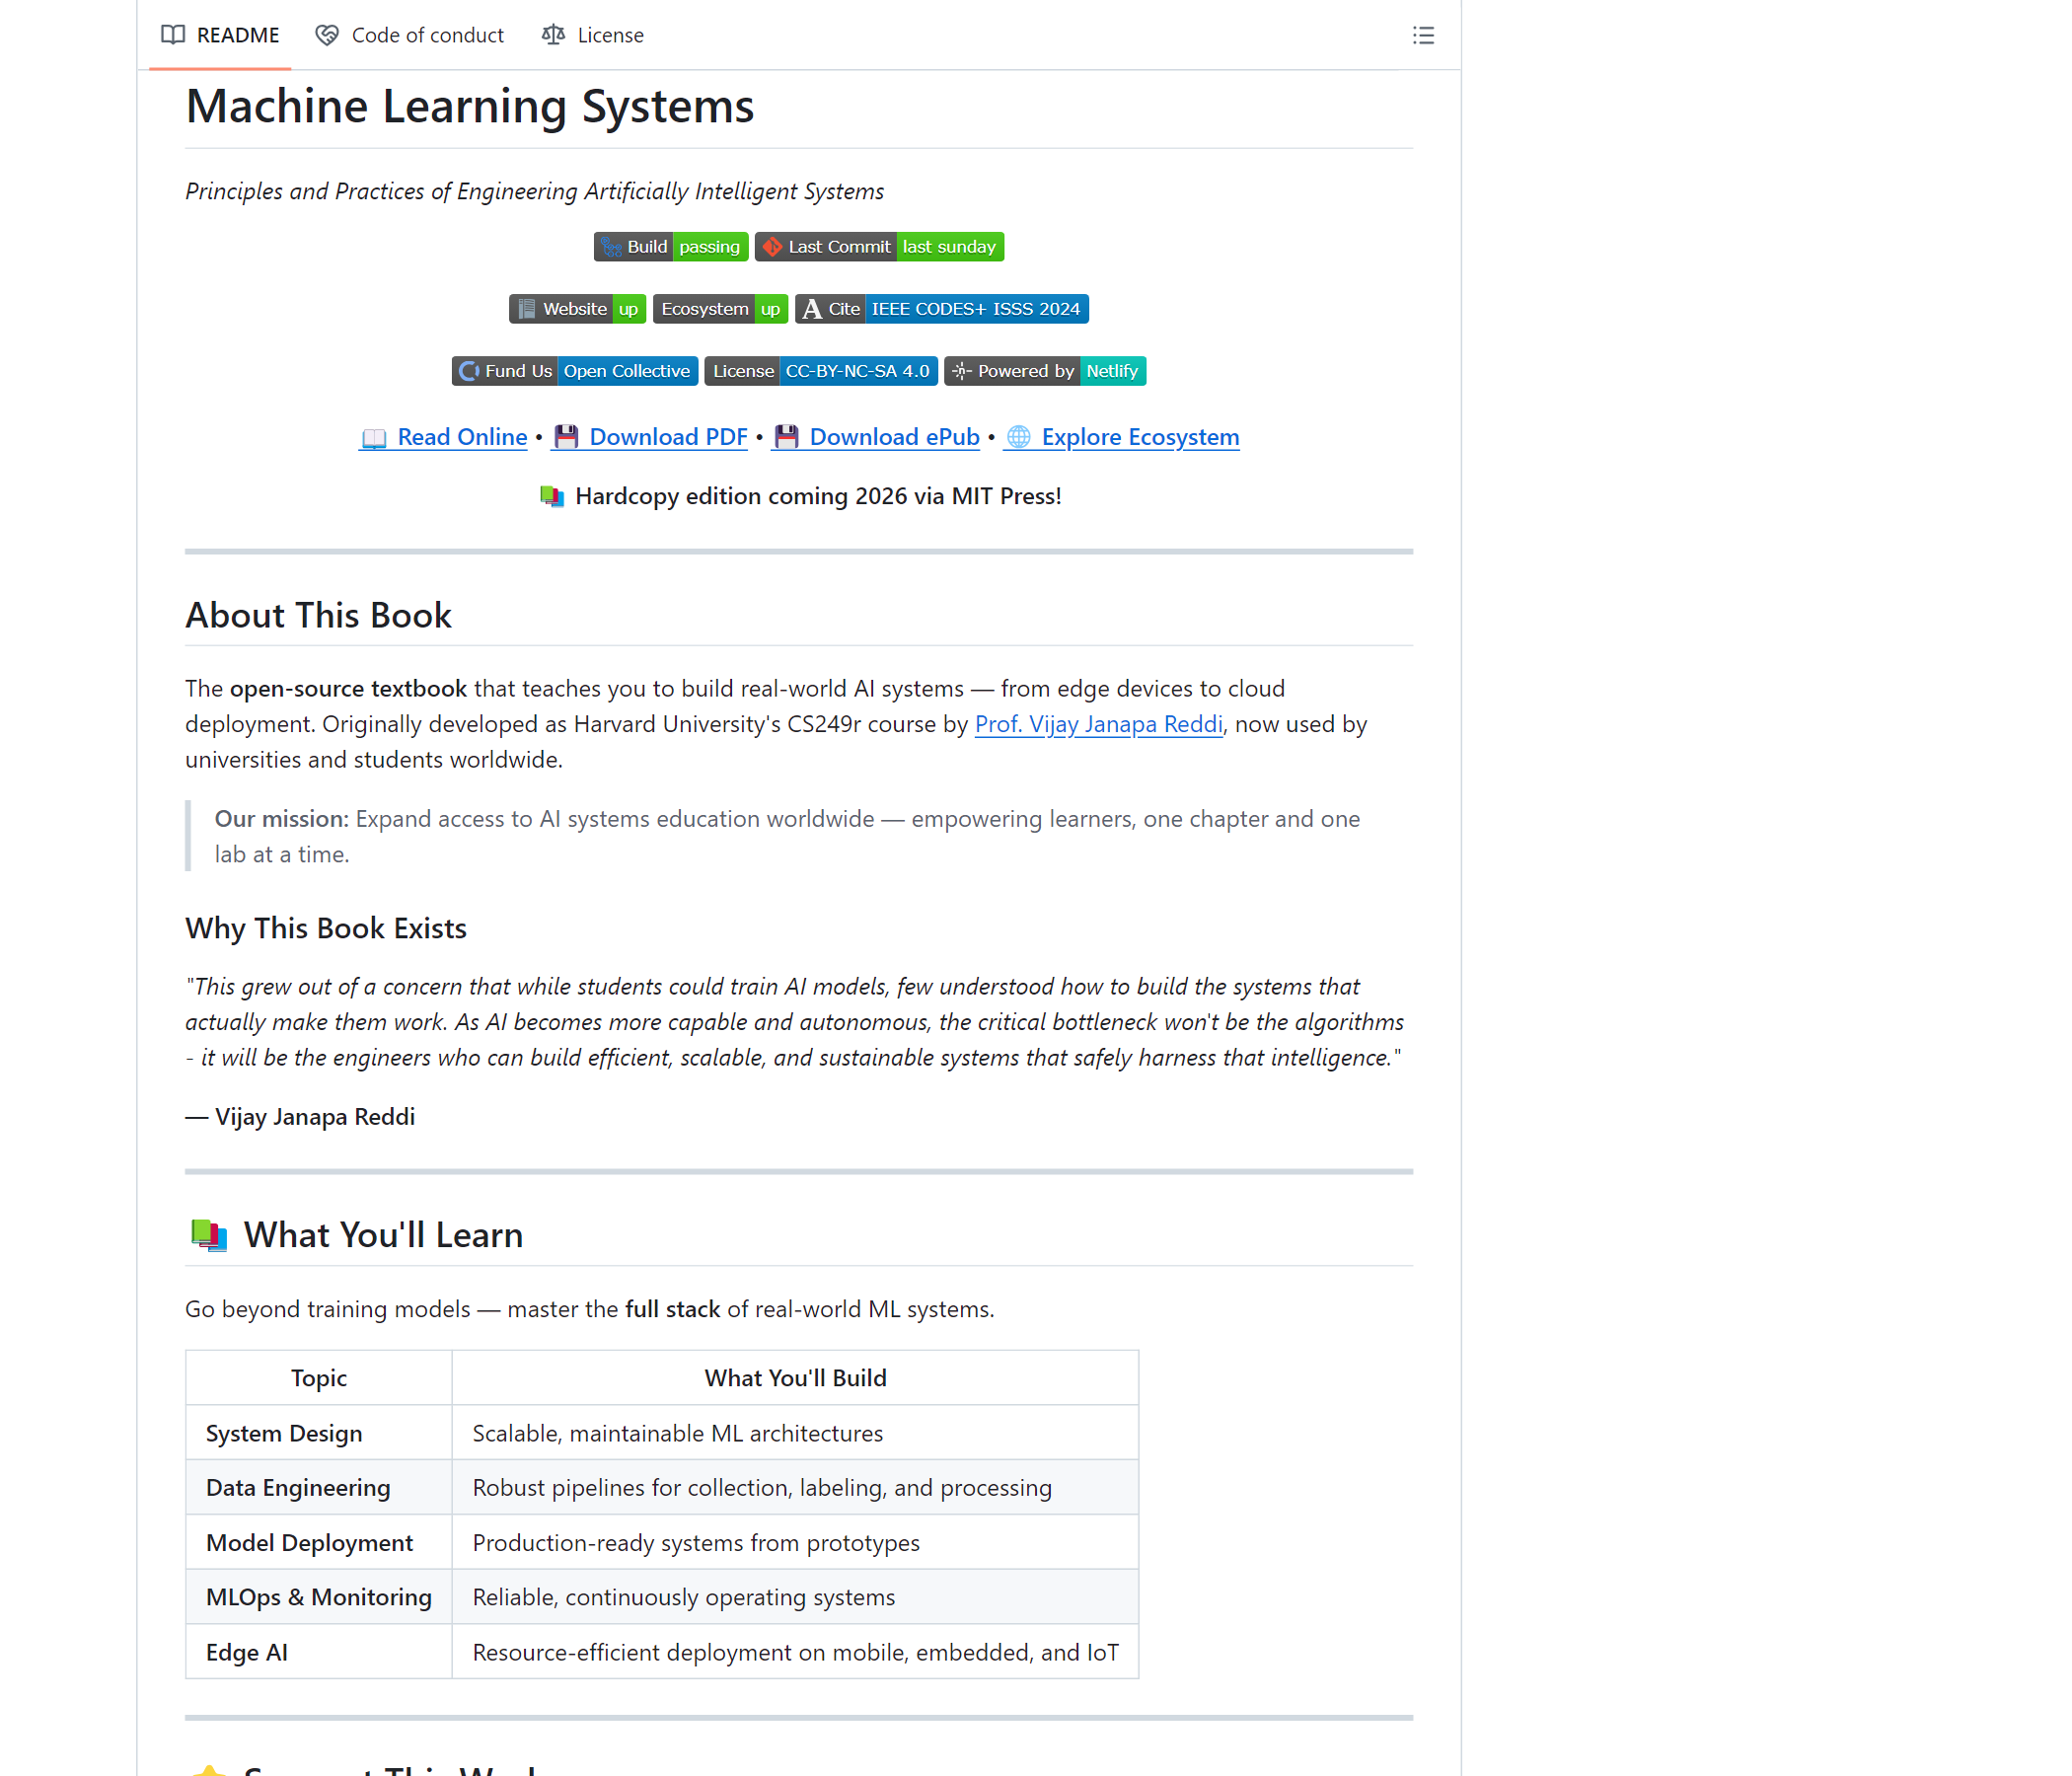 README Code of conduct License
Machine Learning Systems
Principles and Practices of Engineering Artificially Intelligent Systems
Build passing Last Commit last sunday
Website up Ecosystem up Cite IEEE CODES+ ISSS 2024
Fund Us Open Collective License CC-BY-NC-SA 4.0 Powered by Netlify
Read Online • Download PDF • Download ePub • Explore Ecosystem
Hardcopy edition coming 2026 via MIT Press!
About This Book
The open-source textbook that teaches you to build real-world AI systems — from edge devices to cloud
deployment. Originally developed as Harvard University's CS249r course by Prof. Vijay Janapa Reddi, now used by
universities and students worldwide.
Our mission: Expand access to AI systems education worldwide — empowering learners, one chapter and one
lab at a time.
Why This Book Exists
"This grew out of a concern that while students could train AI models, few understood how to build the systems that
actually make them work. As AI becomes more capable and autonomous, the critical bottleneck won't be the algorithms
- it will be the engineers who can build efficient, scalable, and sustainable systems that safely harness that intelligence."
— Vijay Janapa Reddi
What You'll Learn
Go beyond training models — master the full stack of real-world ML systems.
Topic What You'll Build
System Design Scalable, maintainable ML architectures
Data Engineering Robust pipelines for collection, labeling, and processing
Model Deployment Production-ready systems from prototypes
MLOps & Monitoring Reliable, continuously operating systems
Edge AI Resource-efficient deployment on mobile, embedded, and IoT
Support This Work